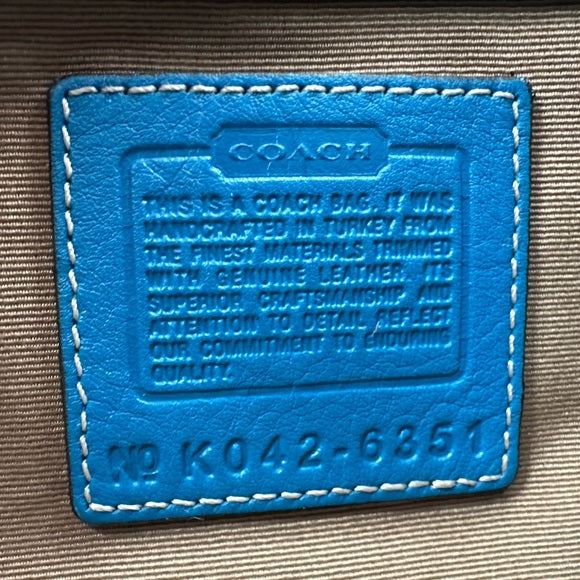 COACH
THIS IS A COACH BAG. IT WAS
HANDCRAFTED IN TURKEY FROM
THE FINEST MATERIALS TRIMMED
WITH GENUINE LEATHER. ITS
SUPERIOR CRAFTSMANSHIP AND
ATTENTION TO DETAIL REFLECT
OUR COMMITMENT TO ENDURING
QUALITY.
No K042-6351